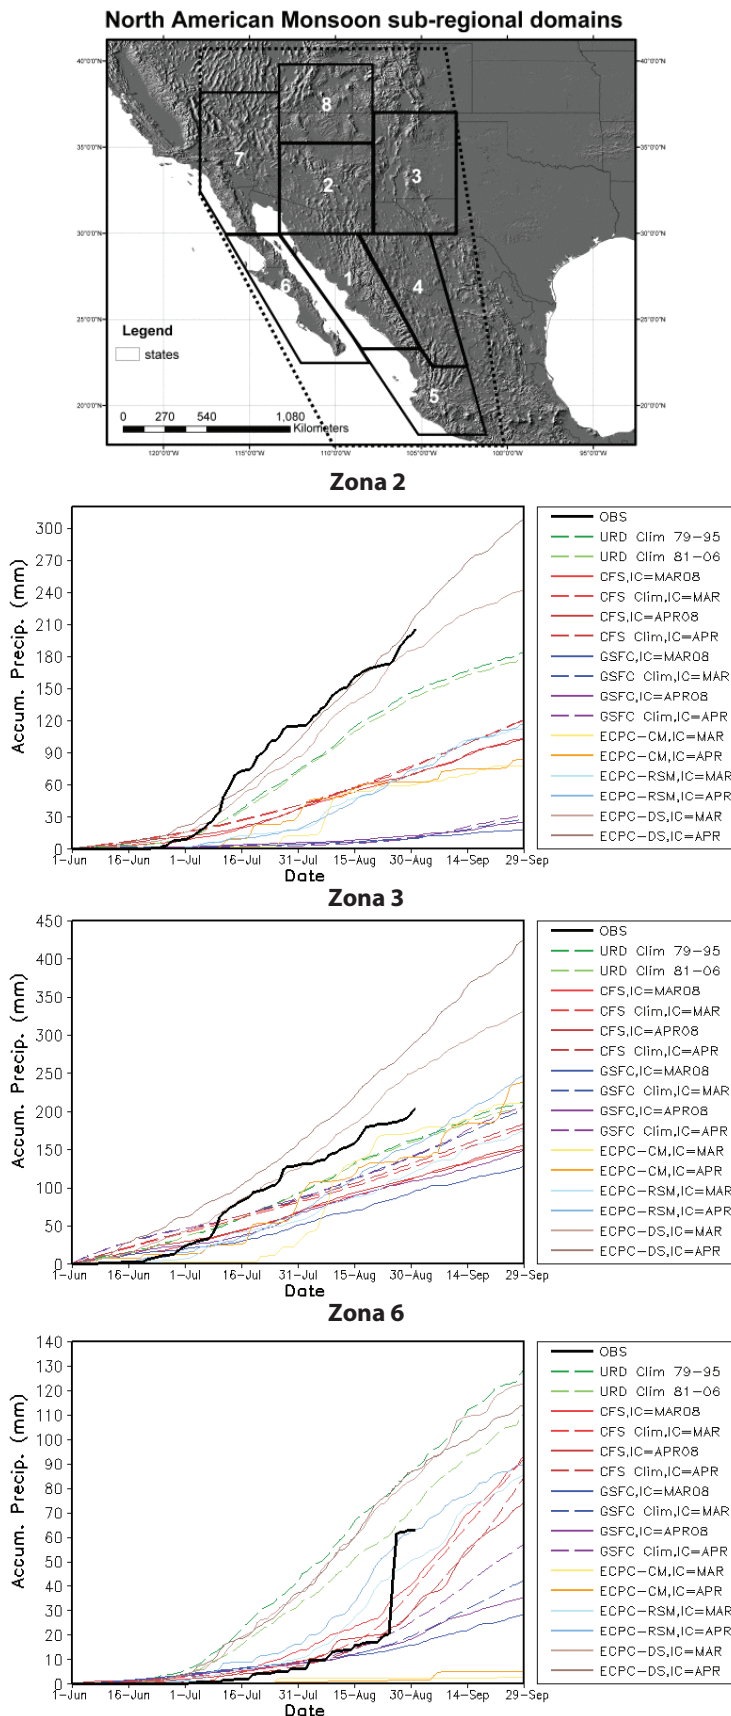 North American Monsoon sub-regional domains
40°0'0"N
40°0'0"N
8
35°0'0"N
35°0'0"N
7
2
3
30°0'0"N
30°0'0"N
1
4
6
25°0'0"N
25°0'0"N
Legend
states
5
20°0'0"N
20°0'0"N
0 270 540 1,080
Kilometers
120°0'0"W 115°0'0"W 110°0'0"W 105°0'0"W 100°0'0"W 95°0'0"W
Zona 2
Accum. Precip. (mm)
300
270
240
210
180
150
120
90
60
30
0
1-Jun 16-Jun 1-Jul 16-Jul 31-Jul 15-Aug 30-Aug 14-Sep 29-Sep
Date
OBS
URD Clim 79-95
URD Clim 81-06
CFS,IC=MAR08
CFS Clim,IC=MAR
CFS,IC=APR08
CFS Clim,IC=APR
GSFC,IC=MAR08
GSFC Clim,IC=MAR
GSFC,IC=APR08
GSFC Clim,IC=APR
ECPC-CM,IC=MAR
ECPC-CM,IC=APR
ECPC-RSM,IC=MAR
ECPC-RSM,IC=APR
ECPC-DS,IC=MAR
ECPC-DS,IC=APR
Zona 3
Accum. Precip. (mm)
450
400
350
300
250
200
150
100
50
0
1-Jun 16-Jun 1-Jul 16-Jul 31-Jul 15-Aug 30-Aug 14-Sep 29-Sep
Date
OBS
URD Clim 79-95
URD Clim 81-06
CFS,IC=MAR08
CFS Clim,IC=MAR
CFS,IC=APR08
CFS Clim,IC=APR
GSFC,IC=MAR08
GSFC Clim,IC=MAR
GSFC,IC=APR08
GSFC Clim,IC=APR
ECPC-CM,IC=MAR
ECPC-CM,IC=APR
ECPC-RSM,IC=MAR
ECPC-RSM,IC=APR
ECPC-DS,IC=MAR
ECPC-DS,IC=APR
Zona 6
Accum. Precip. (mm)
140
130
120
110
100
90
80
70
60
50
40
30
20
10
0
1-Jun 16-Jun 1-Jul 16-Jul 31-Jul 15-Aug 30-Aug 14-Sep 29-Sep
Date
OBS
URD Clim 79-95
URD Clim 81-06
CFS,IC=MAR08
CFS Clim,IC=MAR
CFS,IC=APR08
CFS Clim,IC=APR
GSFC,IC=MAR08
GSFC Clim,IC=MAR
GSFC,IC=APR08
GSFC Clim,IC=APR
ECPC-CM,IC=MAR
ECPC-CM,IC=APR
ECPC-RSM,IC=MAR
ECPC-RSM,IC=APR
ECPC-DS,IC=MAR
ECPC-DS,IC=APR